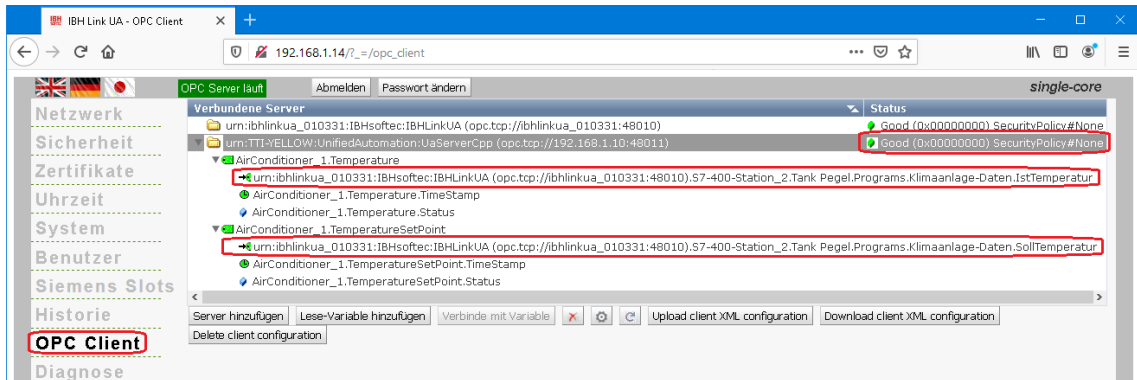 IBH Link UA - OPC Client
192.168.1.14/?_=/opc_client
OPC Server läuft Abmelden Passwort ändern single-core
Netzwerk
Sicherheit
Zertifikate
Uhrzeit
System
Benutzer
Siemens Slots
Historie
OPC Client
Diagnose
Verbundene Server Status
urn:ibhlinkua_010331:IBHsoftec:IBHLinkUA (opc.tcp://ibhlinkua_010331:48010) Good (0x00000000) SecurityPolicy#None
urn:TTI-YELLOW:UnifiedAutomation:UaServerCpp (opc.tcp://192.168.1.10:48011) Good (0x00000000) SecurityPolicy#None
AirConditioner_1.Temperature
urn:ibhlinkua_010331:IBHsoftec:IBHLinkUA (opc.tcp://ibhlinkua_010331:48010).S7-400-Station_2.Tank Pegel.Programs.Klimaanlage-Daten.IstTemperatur
AirConditioner_1.Temperature.TimeStamp
AirConditioner_1.Temperature.Status
AirConditioner_1.TemperatureSetPoint
urn:ibhlinkua_010331:IBHsoftec:IBHLinkUA (opc.tcp://ibhlinkua_010331:48010).S7-400-Station_2.Tank Pegel.Programs.Klimaanlage-Daten.SollTemperatur
AirConditioner_1.TemperatureSetPoint.TimeStamp
AirConditioner_1.TemperatureSetPoint.Status
Server hinzufügen Lese-Variable hinzufügen Verbinde mit Variable Upload client XML configuration Download client XML configuration
Delete client configuration